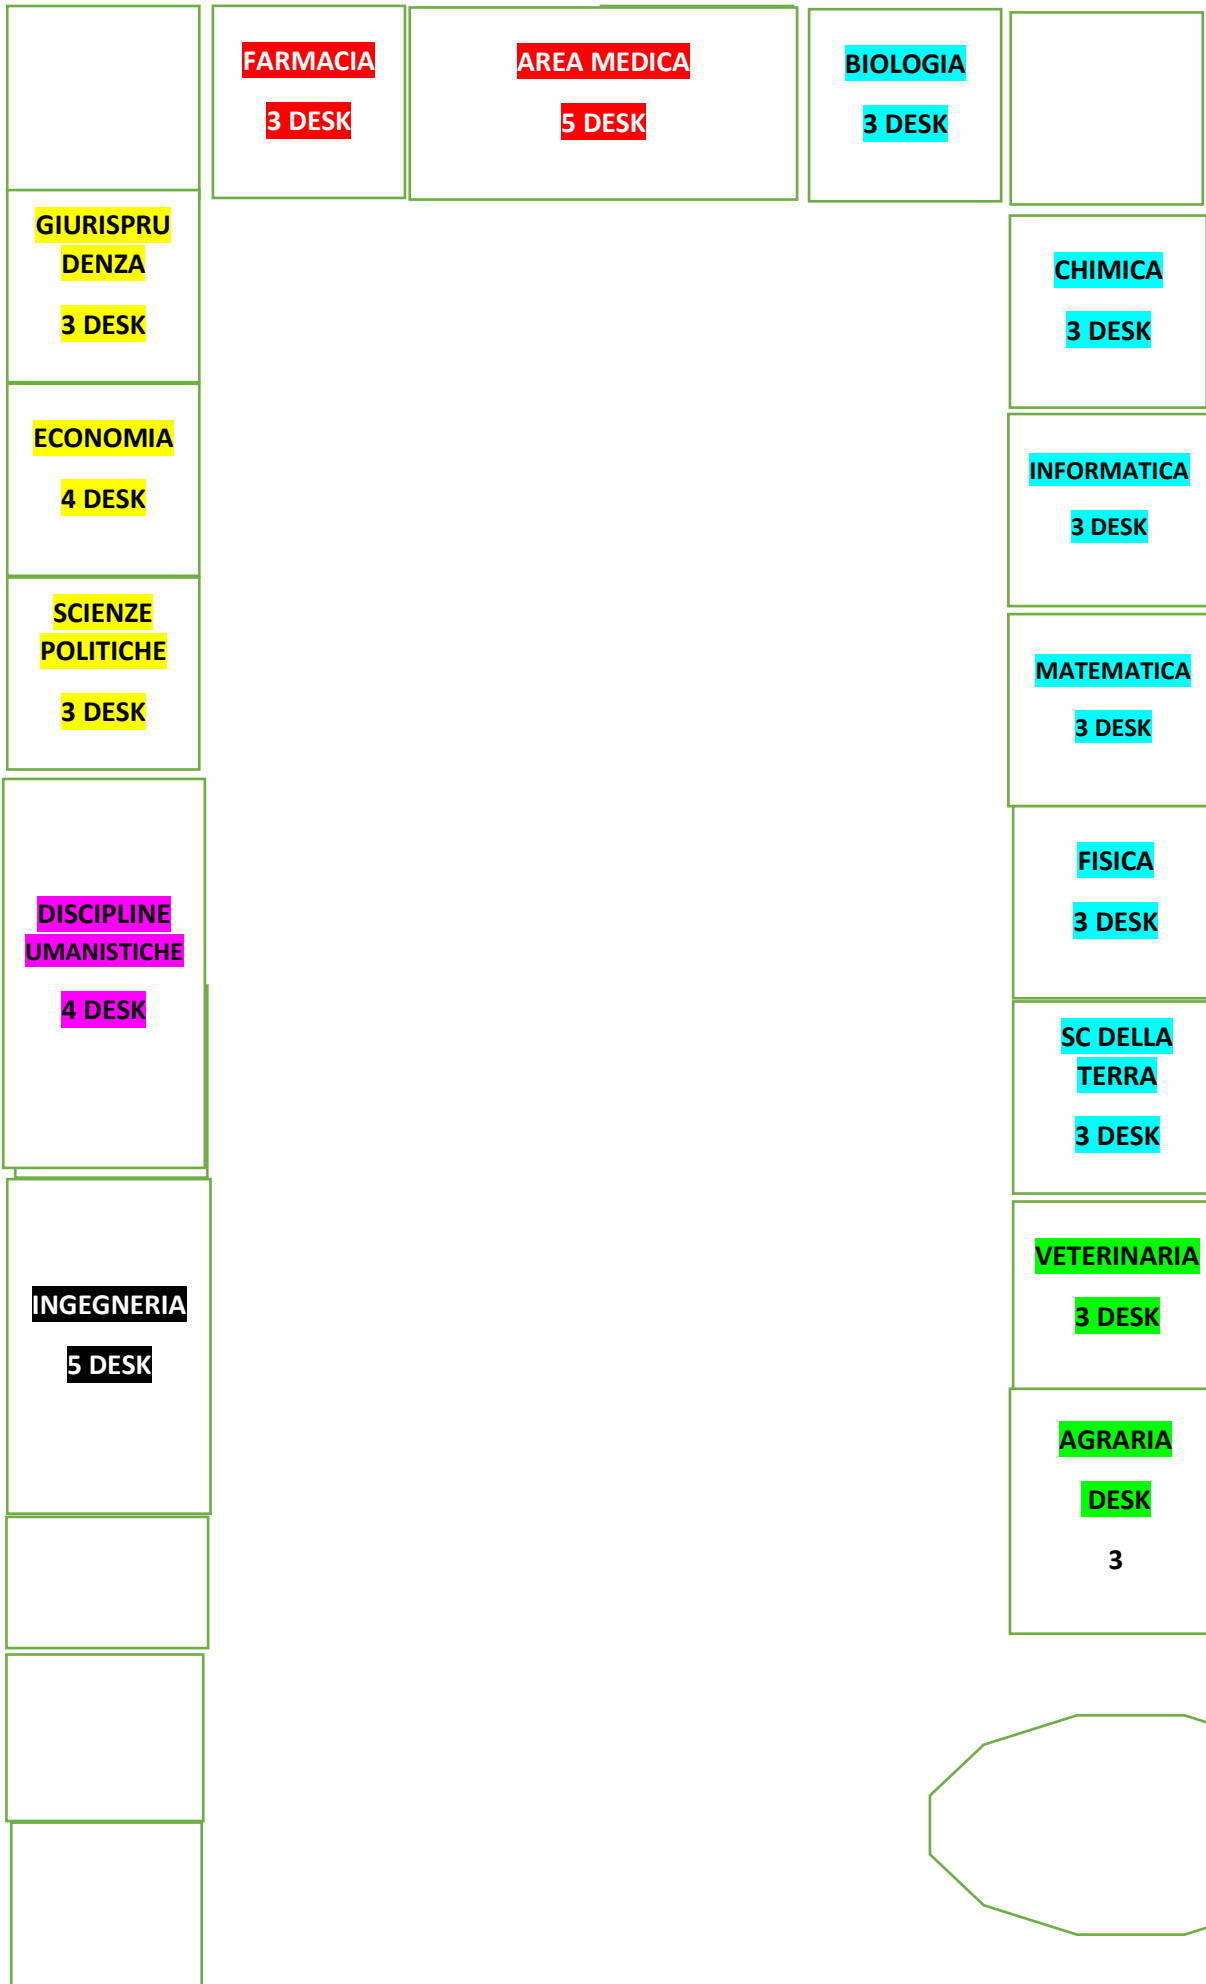 FARMACIA
3 DESK
AREA MEDICA
5 DESK
BIOLOGIA
3 DESK
GIURISPRU
DENZA
3 DESK
ECONOMIA
4 DESK
SCIENZE
POLITICHE
3 DESK
DISCIPLINE
UMANISTICHE
4 DESK
INGEGNERIA
5 DESK
CHIMICA
3 DESK
INFORMATICA
3 DESK
MATEMATICA
3 DESK
FISICA
3 DESK
SC DELLA
TERRA
3 DESK
VETERINARIA
3 DESK
AGRARIA
DESK
3